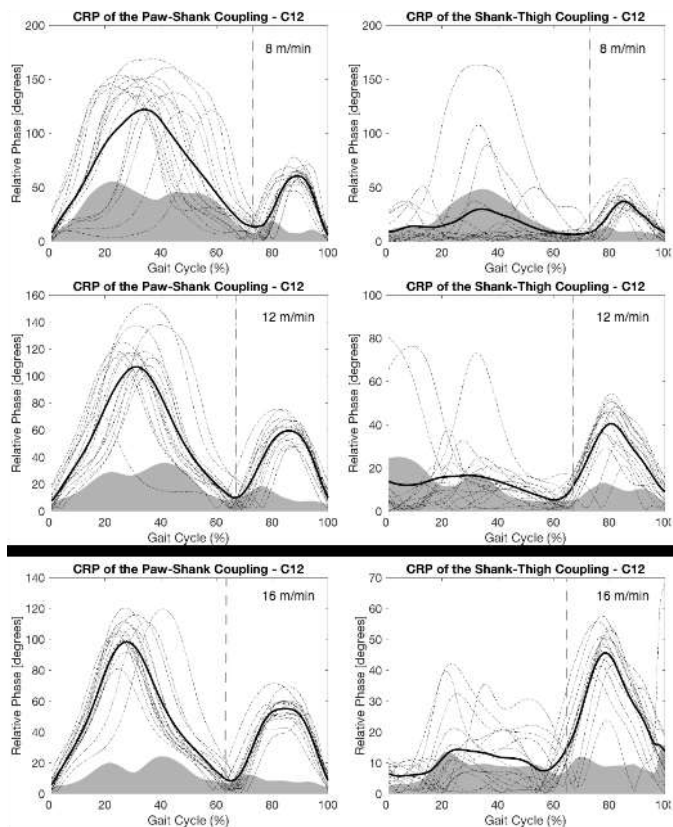 CRP of the Paw-Shank Coupling - C12
200
150
100
50
0
Relative Phase [degrees]
8 m/min
0 20 40 60 80 100
Gait Cycle (%)
CRP of the Shank-Thigh Coupling - C12
200
150
100
50
0
Relative Phase [degrees]
8 m/min
0 20 40 60 80 100
Gait Cycle (%)
CRP of the Paw-Shank Coupling - C12
160
140
120
100
80
60
40
20
0
Relative Phase [degrees]
12 m/min
0 20 40 60 80 100
Gait Cycle (%)
CRP of the Shank-Thigh Coupling - C12
100
80
60
40
20
0
Relative Phase [degrees]
12 m/min
0 20 40 60 80 100
Gait Cycle (%)
CRP of the Paw-Shank Coupling - C12
140
120
100
80
60
40
20
0
Relative Phase [degrees]
16 m/min
0 20 40 60 80 100
Gait Cycle (%)
CRP of the Shank-Thigh Coupling - C12
70
60
50
40
30
20
10
0
Relative Phase [degrees]
16 m/min
0 20 40 60 80 100
Gait Cycle (%)